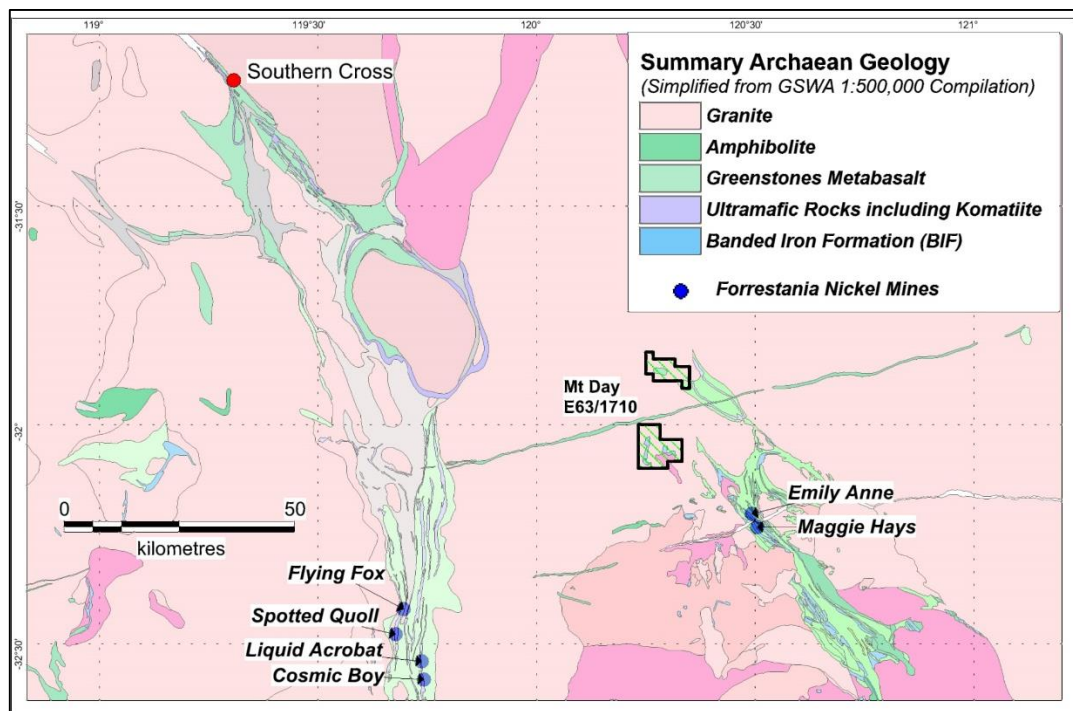 119°
119°30'
120°
120°30'
121°
Southern Cross
Summary Archaean Geology
(Simplified from GSWA 1:500,000 Compilation)
Granite
Amphibolite
Greenstones Metabasalt
Ultramafic Rocks including Komatiite
Banded Iron Formation (BIF)
Forrestania Nickel Mines
-31°30'
Mt Day
E63/1710
-32°
0 50
kilometres
Emily Anne
Maggie Hays
Flying Fox
Spotted Quoll
Liquid Acrobat
Cosmic Boy
-32°30'